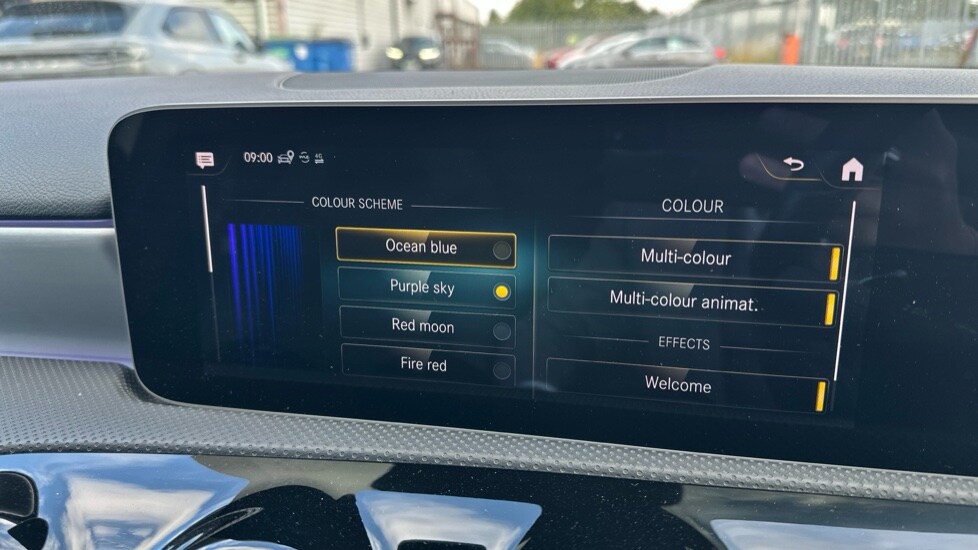 09:00
4G
COLOUR SCHEME
Ocean blue
Purple sky
Red moon
Fire red
COLOUR
Multi-colour
Multi-colour animat.
EFFECTS
Welcome